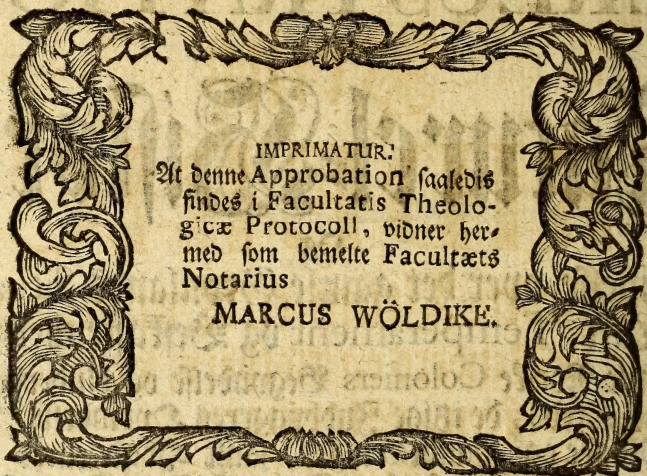 IMPRIMATUR.
At denne Approbation saaledis
findes i Facultatis Theolo-
gicæ Protocoll, vidner her-
med som bemelte Facultæts
Notarius
MARCUS WÖLDIKE.